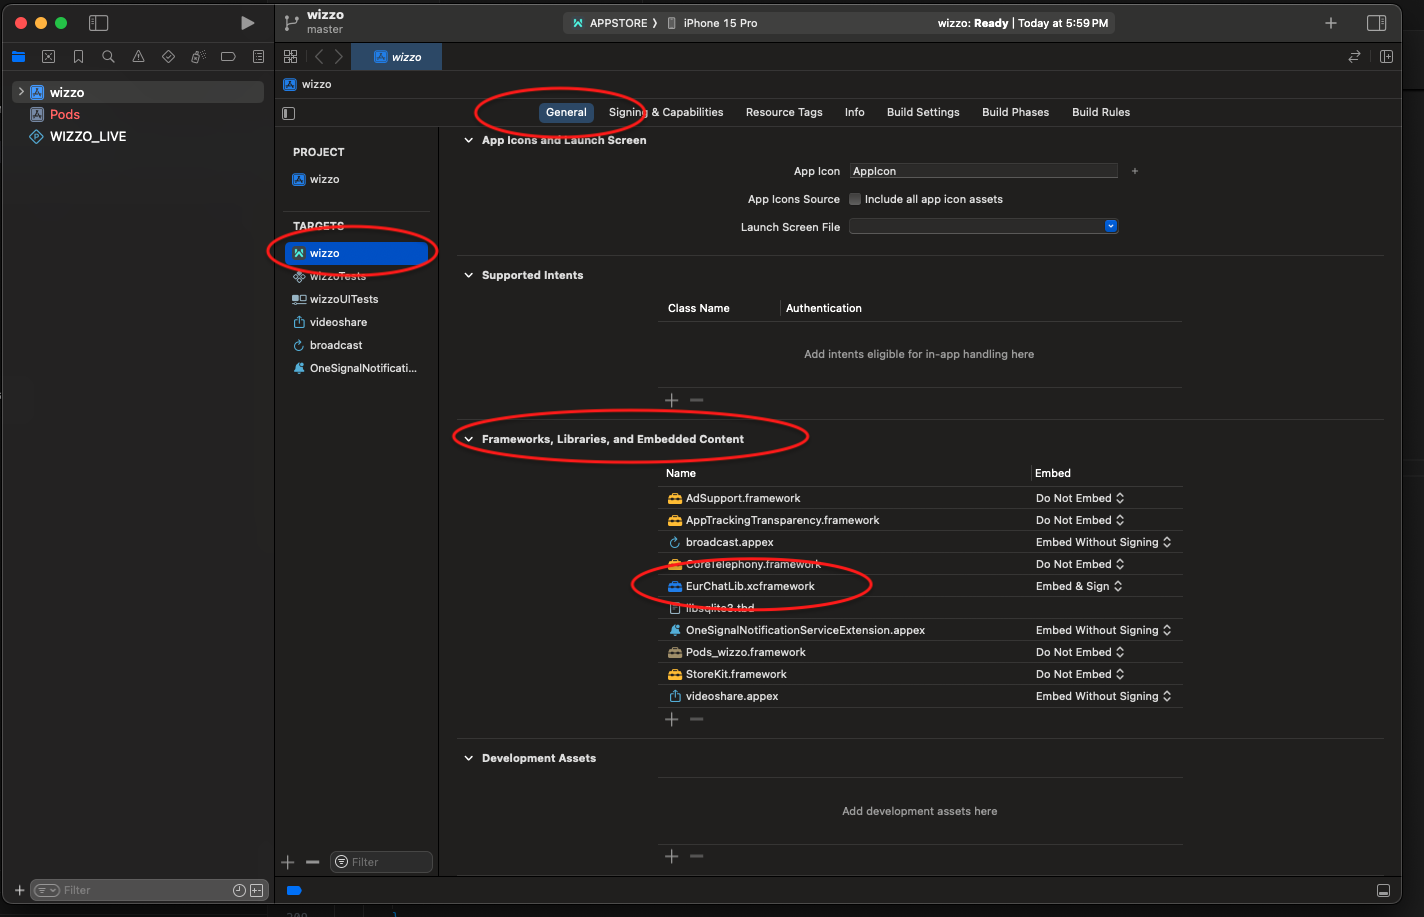 wizzo
master
APPSTORE
iPhone 15 Pro
wizzo: Ready | Today at 5:59 PM
wizzo
wizzo
wizzo
Pods
WIZZO_LIVE
General
Signing & Capabilities
Resource Tags
Info
Build Settings
Build Phases
Build Rules
PROJECT
wizzo
TARGETS
wizzo
wizzoTests
wizzoUITests
videoshare
broadcast
OneSignalNotificati...
App Icons and Launch Screen
App Icon
AppIcon
App Icons Source
Include all app icon assets
Launch Screen File
Supported Intents
Class Name
Authentication
Add intents eligible for in-app handling here
Frameworks, Libraries, and Embedded Content
Name
Embed
AdSupport.framework
Do Not Embed
AppTrackingTransparency.framework
Do Not Embed
broadcast.appex
Embed Without Signing
CoreTelephony.framework
Do Not Embed
EurChatLib.xcframework
Embed & Sign
libsqlite3.tbd
OneSignalNotificationServiceExtension.appex
Embed Without Signing
Pods_wizzo.framework
Do Not Embed
StoreKit.framework
Do Not Embed
videoshare.appex
Embed Without Signing
Development Assets
Add development assets here
Filter
Filter